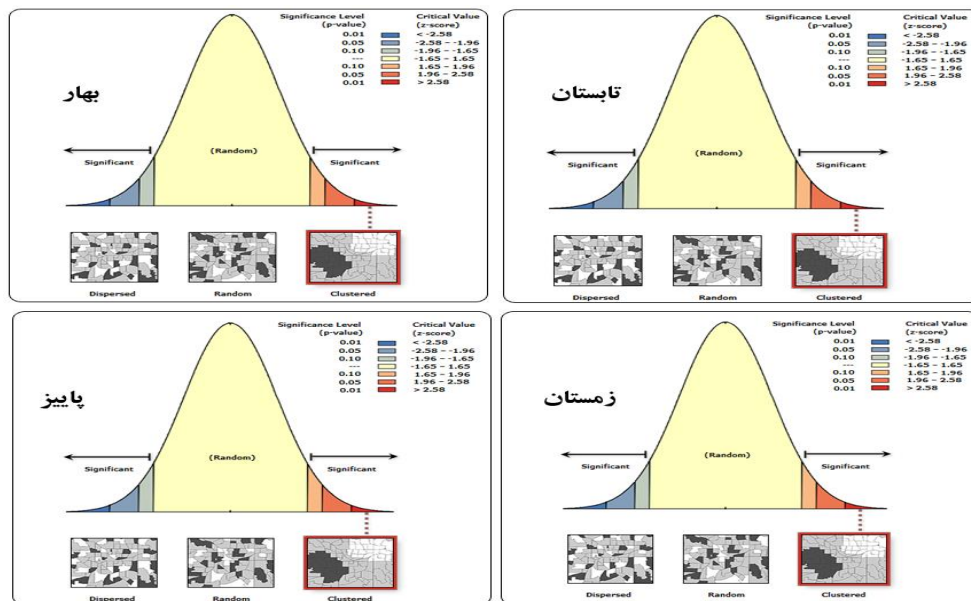 Significance Level (p-value) Critical Value (z-score)
0.01 < -2.58
0.05 -2.58 – -1.96
0.10 -1.96 – -1.65
--- -1.65 – 1.65
0.10 1.65 – 1.96
0.05 1.96 – 2.58
0.01 > 2.58
بهار
(Random)
Significant Significant
Dispersed Random Clustered
Significance Level (p-value) Critical Value (z-score)
0.01 < -2.58
0.05 -2.58 – -1.96
0.10 -1.96 – -1.65
--- -1.65 – 1.65
0.10 1.65 – 1.96
0.05 1.96 – 2.58
0.01 > 2.58
تابستان
(Random)
Significant Significant
Dispersed Random Clustered
Significance Level (p-value) Critical Value (z-score)
0.01 < -2.58
0.05 -2.58 – -1.96
0.10 -1.96 – -1.65
--- -1.65 – 1.65
0.10 1.65 – 1.96
0.05 1.96 – 2.58
0.01 > 2.58
پاییز
(Random)
Significant Significant
Dispersed Random Clustered
Significance Level (p-value) Critical Value (z-score)
0.01 < -2.58
0.05 -2.58 – -1.96
0.10 -1.96 – -1.65
--- -1.65 – 1.65
0.10 1.65 – 1.96
0.05 1.96 – 2.58
0.01 > 2.58
زمستان
(Random)
Significant Significant
Dispersed Random Clustered